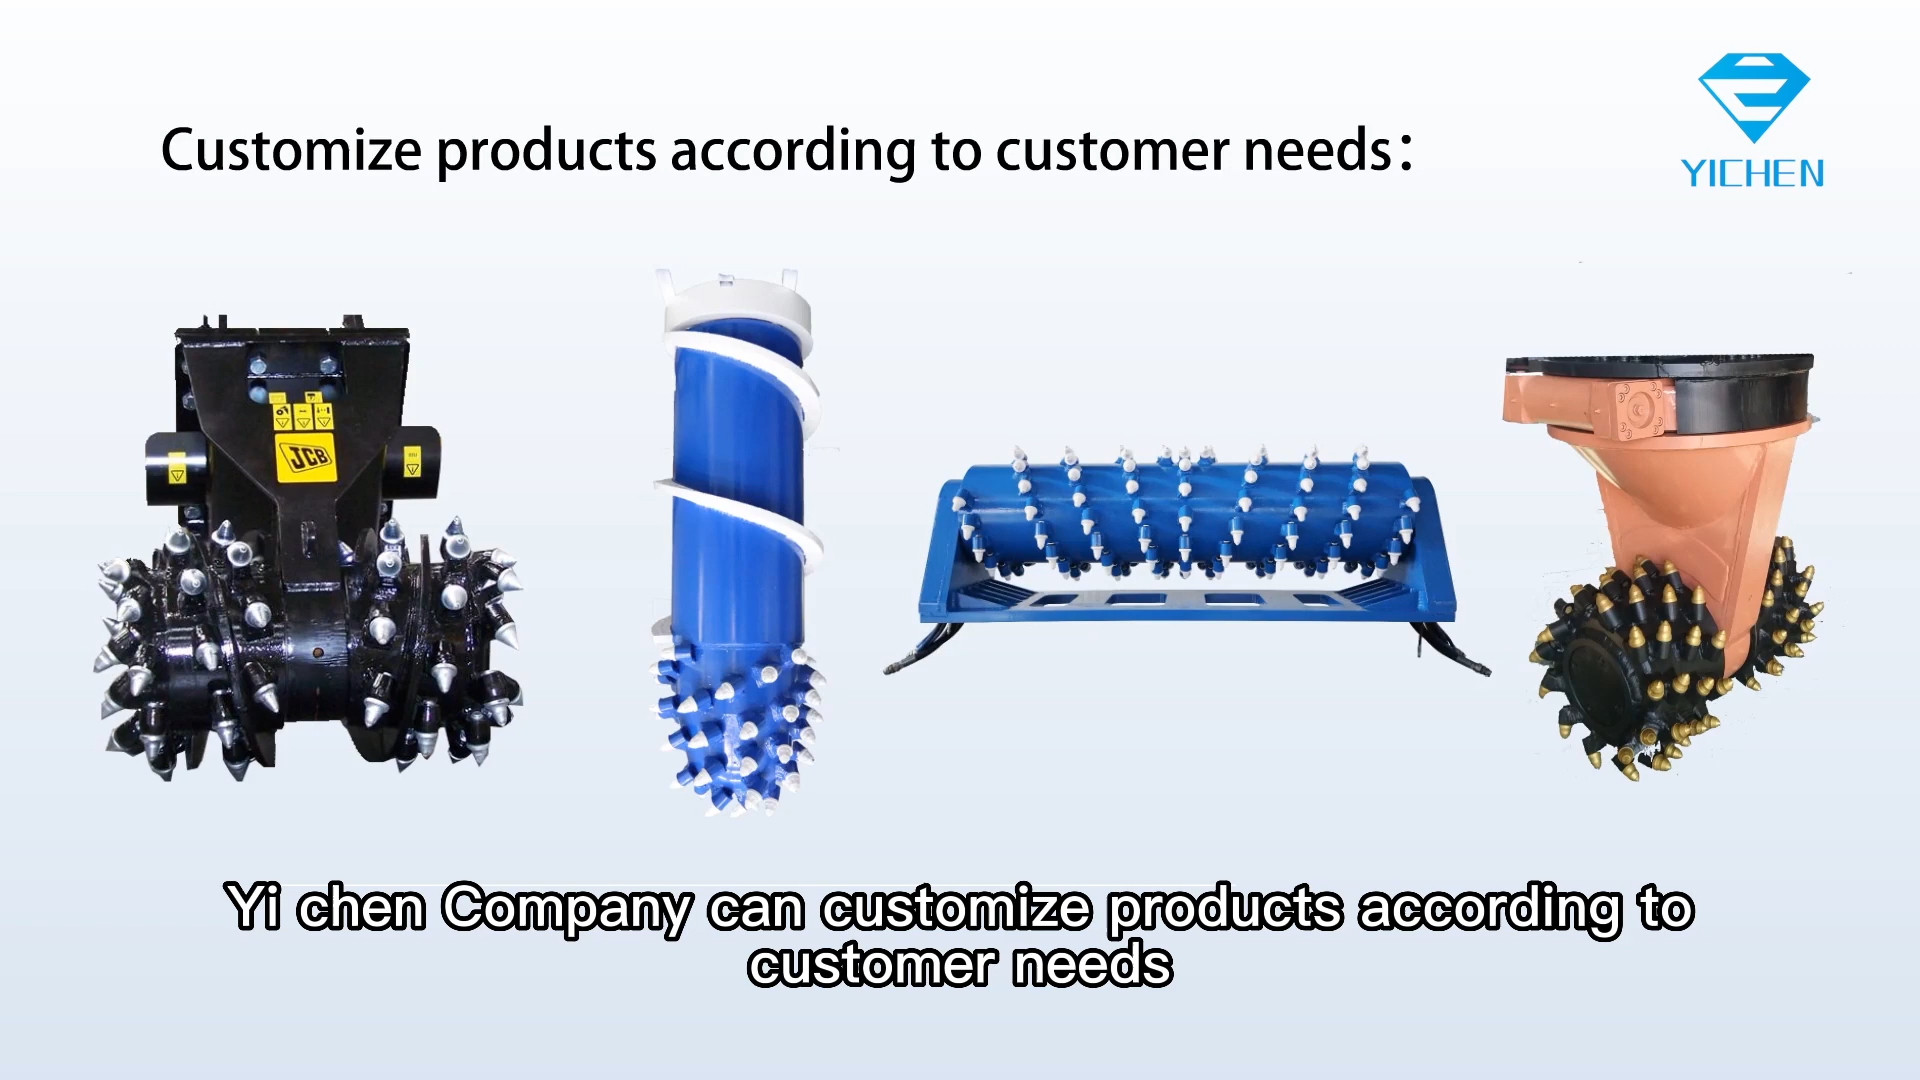 Customize products according to customer needs:
YICHEN
JCB
Yi chen Company can customize products according to
customer needs